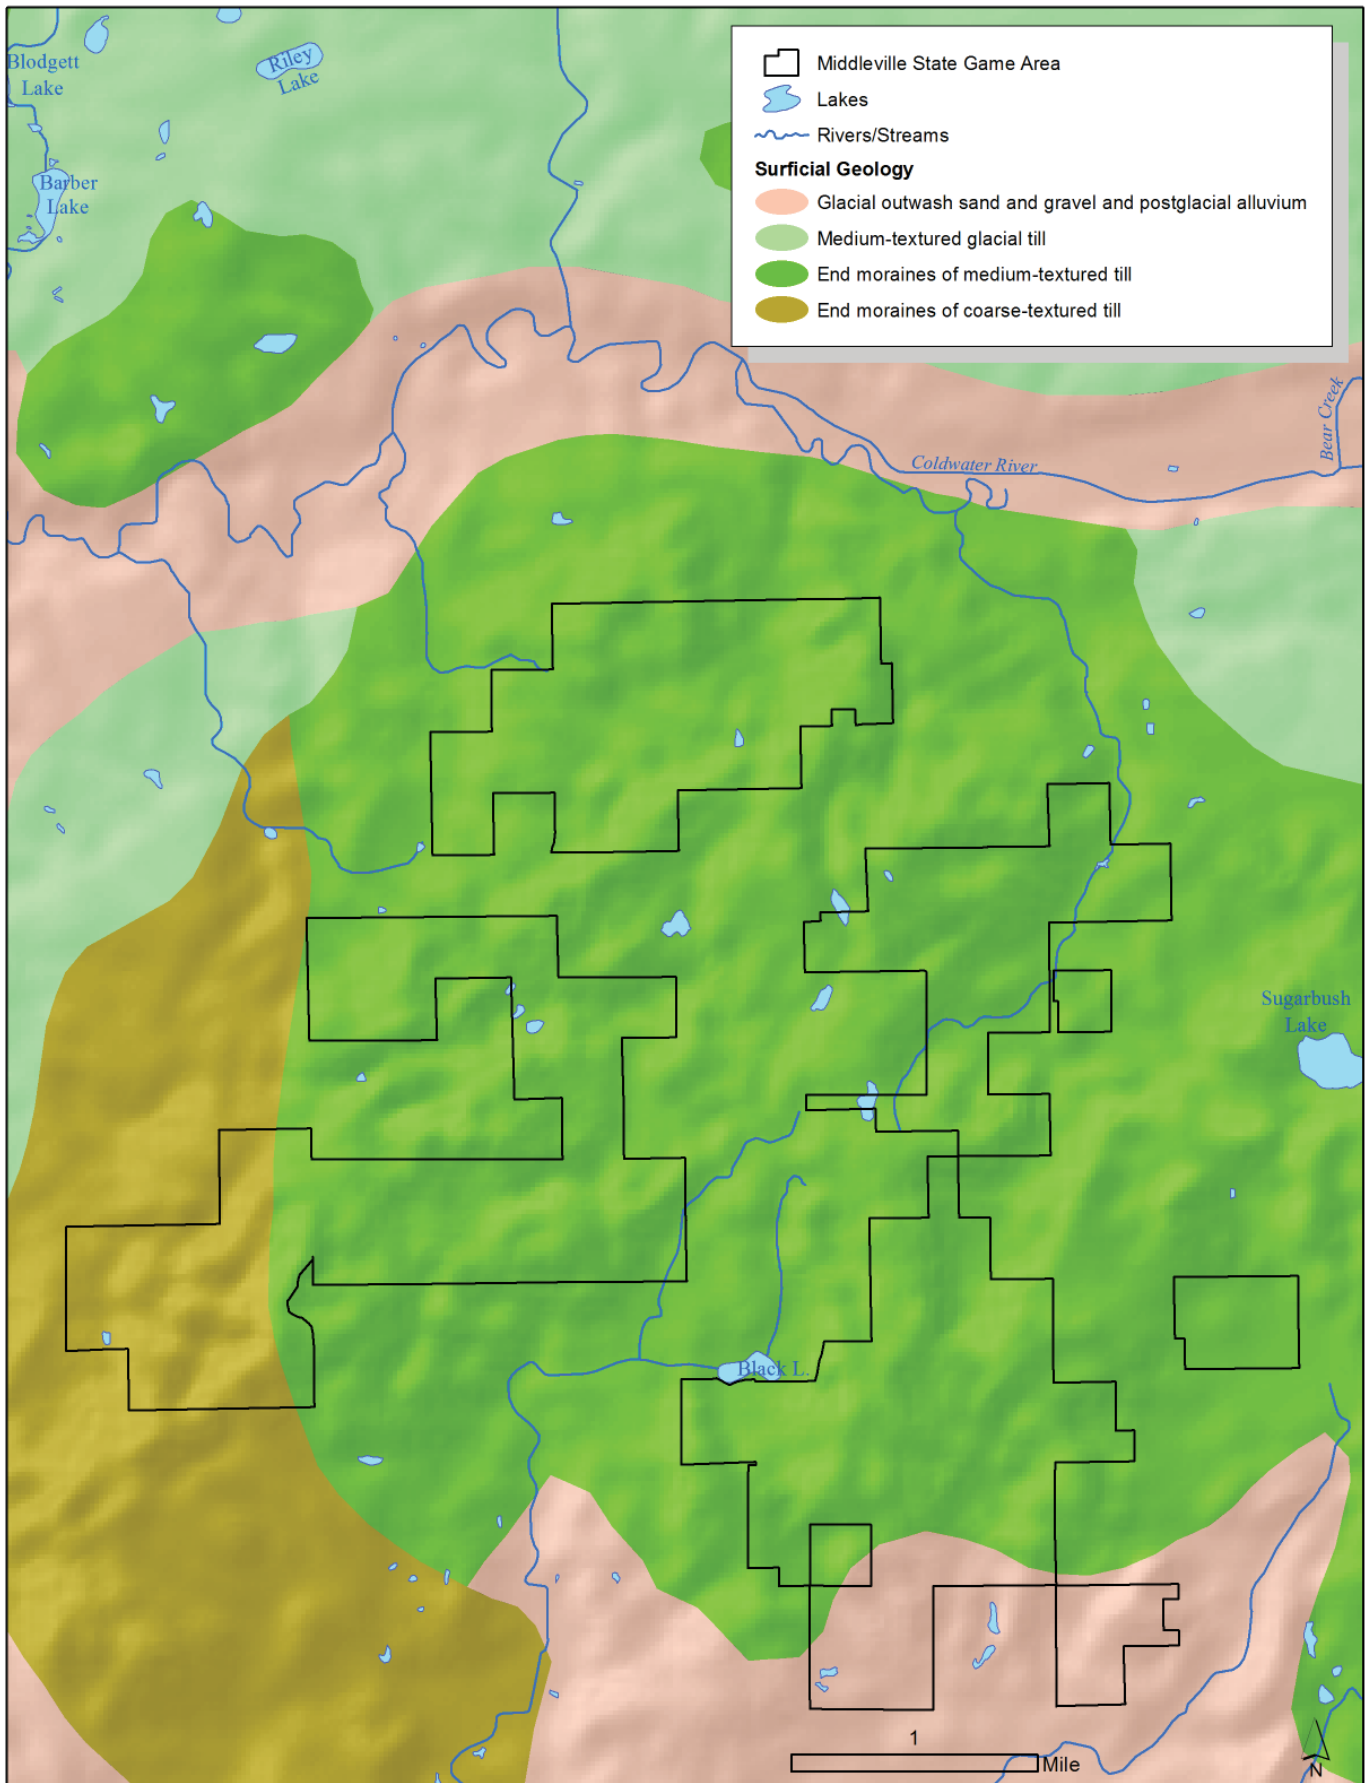 Blodgett
Lake
Riley
Lake
Barber
Lake
Middleville State Game Area
Lakes
Rivers/Streams
Surficial Geology
Glacial outwash sand and gravel and postglacial alluvium
Medium-textured glacial till
End moraines of medium-textured till
End moraines of coarse-textured till
Bear Creek
Coldwater River
Sugarbush
Lake
Black L.
1
Mile
N